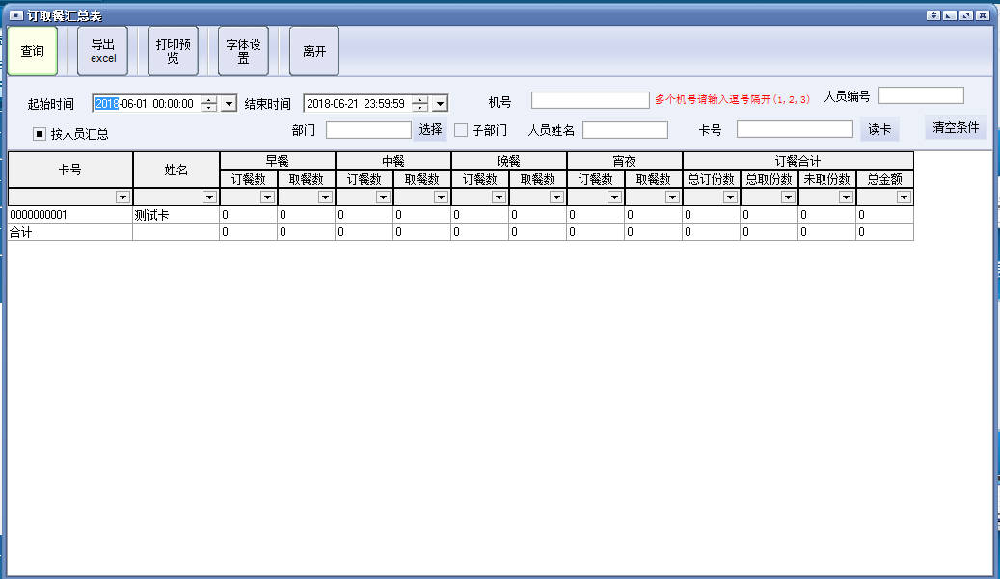 订取餐汇总表
查询
导出
excel
打印预
览
字体设
置
离开
起始时间 2018-06-01 00:00:00 结束时间 2018-06-21 23:59:59 机号 多个机号请输入逗号隔开(1,2,3) 人员编号
按人员汇总 部门 选择 子部门 人员姓名 卡号 读卡 清空条件
卡号 姓名 早餐 中餐 晚餐 宵夜 订餐合计
订餐数 取餐数 订餐数 取餐数 订餐数 取餐数 订餐数 取餐数 总订份数 总取份数 未取份数 总金额
0000000001 测试卡 0 0 0 0 0 0 0 0 0 0 0 0
合计 0 0 0 0 0 0 0 0 0 0 0 0